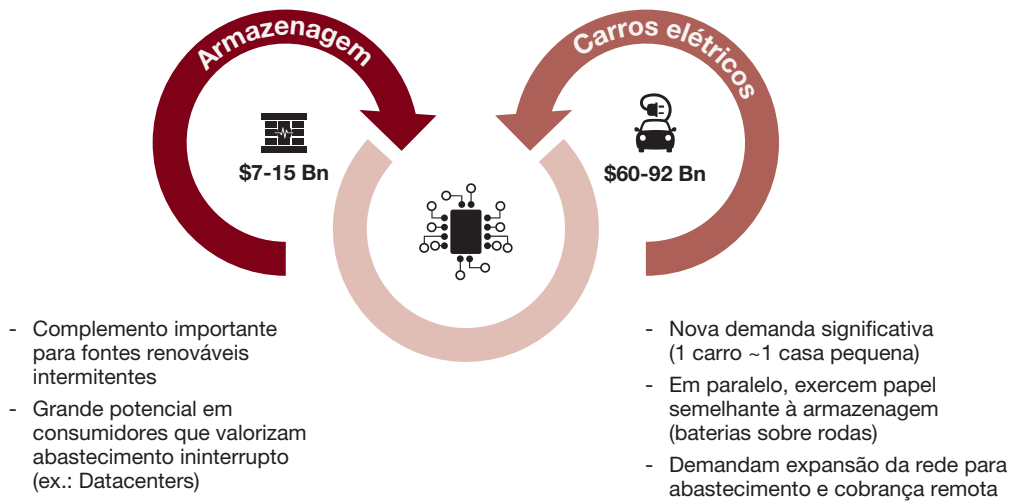 Armazenagem
$7-15 Bn
Carros elétricos
$60-92 Bn
- Complemento importante
para fontes renováveis
intermitentes
- Grande potencial em
consumidores que valorizam
abastecimento ininterrupto
(ex.: Datacenters)
- Nova demanda significativa
(1 carro ~1 casa pequena)
- Em paralelo, exercem papel
semelhante à armazenagem
(baterias sobre rodas)
- Demandam expansão da rede para
abastecimento e cobrança remota